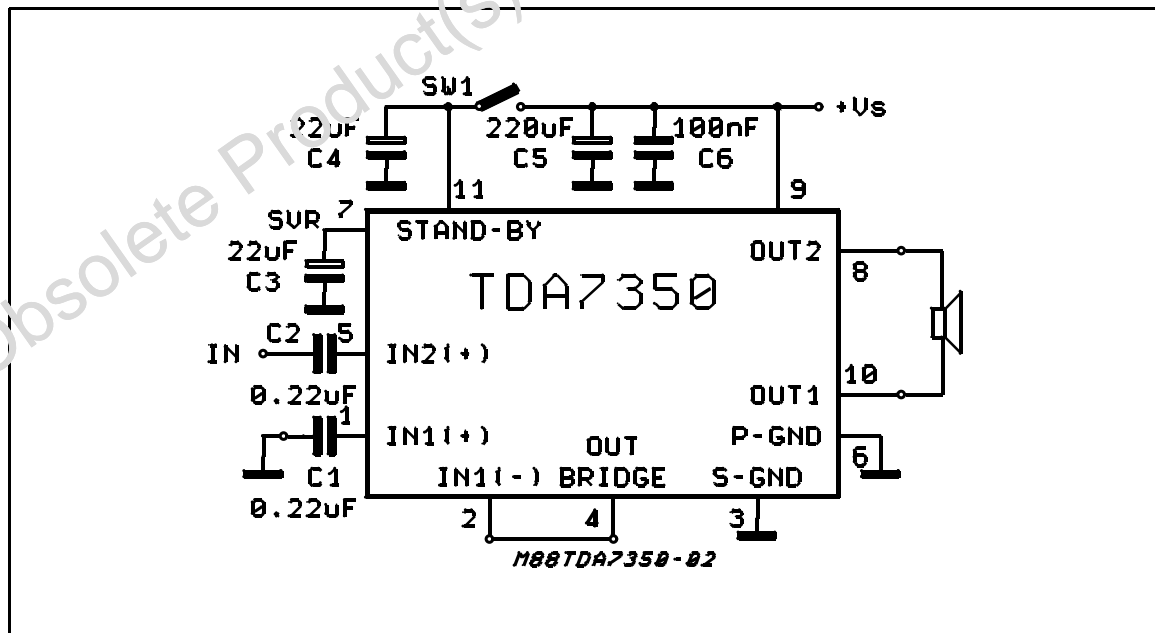 Obsolete Product(s)
SW1
+Vs
22uF
C4
220uF
C5
100nF
C6
11
9
SVR
7
STAND-BY
22uF
C3
TDA7350
OUT2
8
C2
5
IN
IN2(+)
0.22uF
10
OUT1
1
IN1(+)
P-GND
6
C1
0.22uF
OUT
BRIDGE
IN1(-)
S-GND
2
4
3
M88TDA7350-02